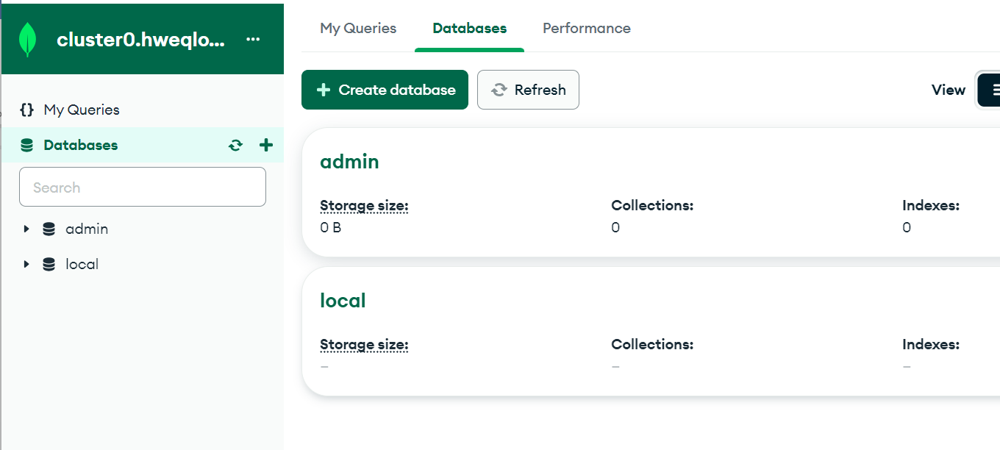 cluster0.hweqlo...
My Queries
Databases
Search
admin
local
My Queries Databases Performance
Create database Refresh View
admin
Storage size: Collections: Indexes:
0 B 0 0
local
Storage size: Collections: Indexes:
– – –